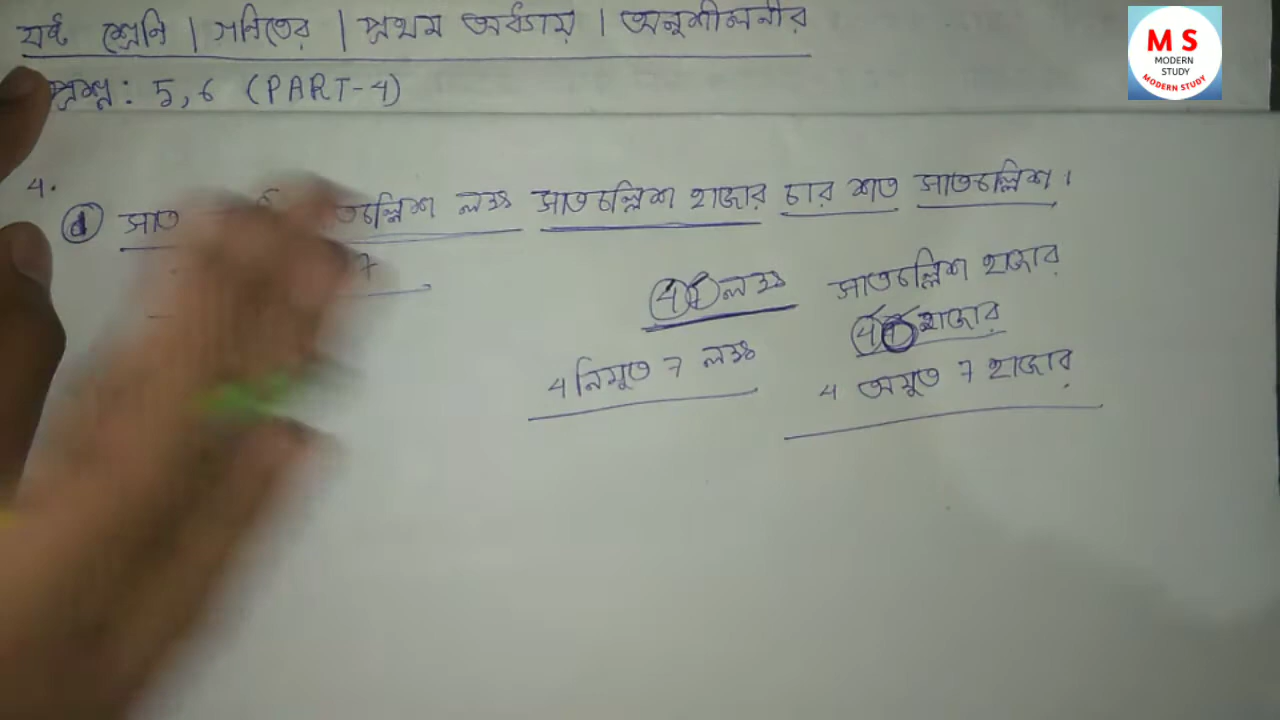 ষষ্ঠ শ্রেনি | গনিতের | প্রথম অধ্যায় | অনুশীলনীর
প্রশ্ন: 5,6 (PART-4)
M S
MODERN
STUDY
MODERN STUDY
4.
d সাত লক্ষ সাতচল্লিশ হাজার চার শত সাতচল্লিশ।
7
47 লক্ষ সাতচল্লিশ হাজার
47 হাজার
4 নিযুত 7 লক্ষ 4 অযুত 7 হাজার